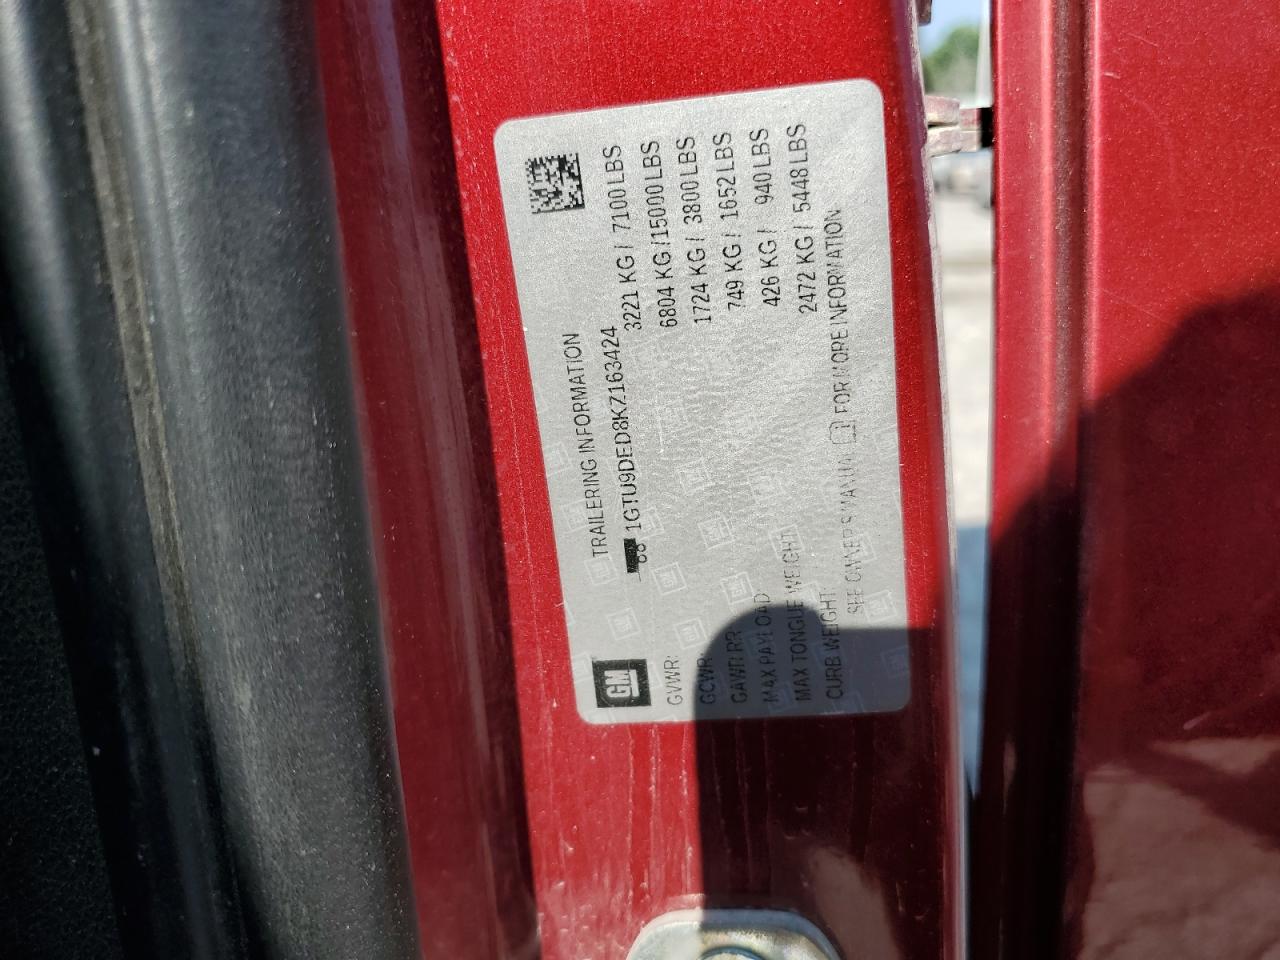 TRAILERING INFORMATION
1GTU9DED8KZ163424
GM
GVWR: 3221 KG / 7100 LBS
GCWR: 6804 KG / 15000 LBS
GAWR RR: 1724 KG / 3800 LBS
MAX PAYLOAD: 749 KG / 1652 LBS
MAX TONGUE WEIGHT: 426 KG / 940 LBS
CURB WEIGHT: 2472 KG / 5448 LBS
SEE OWNER'S MANUAL FOR MORE INFORMATION